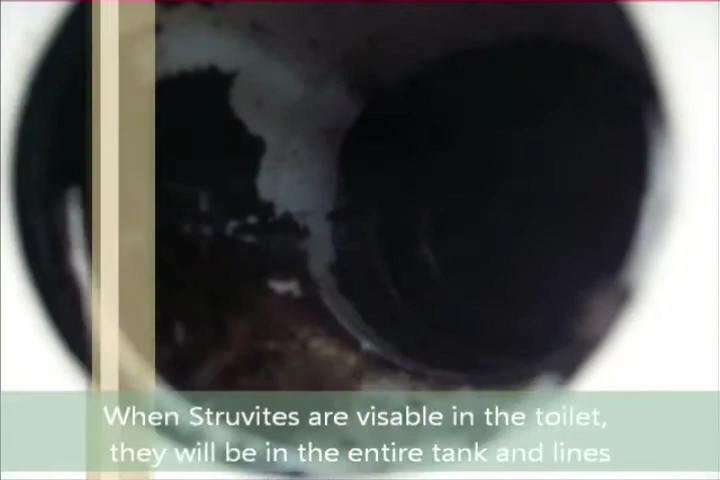 When Struvites are visable in the toilet,
they will be in the entire tank and lines